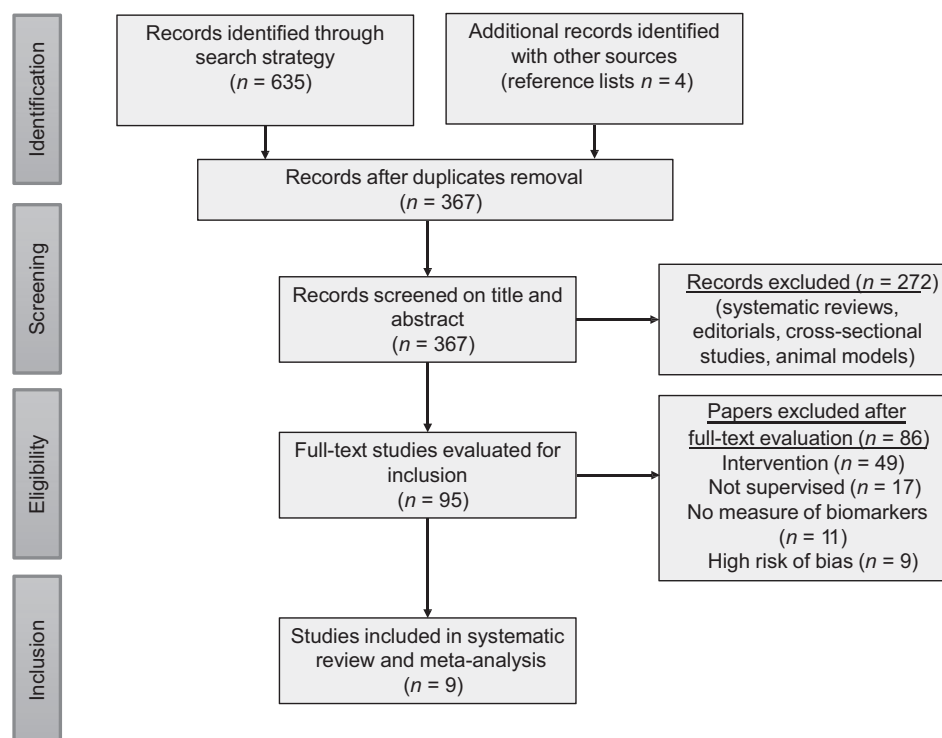 Identification
Records identified through
search strategy
(n = 635)
Additional records identified
with other sources
(reference lists n = 4)
Records after duplicates removal
(n = 367)
Screening
Records screened on title and
abstract
(n = 367)
Records excluded (n = 272)
(systematic reviews,
editorials, cross-sectional
studies, animal models)
Eligibility
Full-text studies evaluated for
inclusion
(n = 95)
Papers excluded after
full-text evaluation (n = 86)
Intervention (n = 49)
Not supervised (n = 17)
No measure of biomarkers
(n = 11)
High risk of bias (n = 9)
Inclusion
Studies included in systematic
review and meta-analysis
(n = 9)